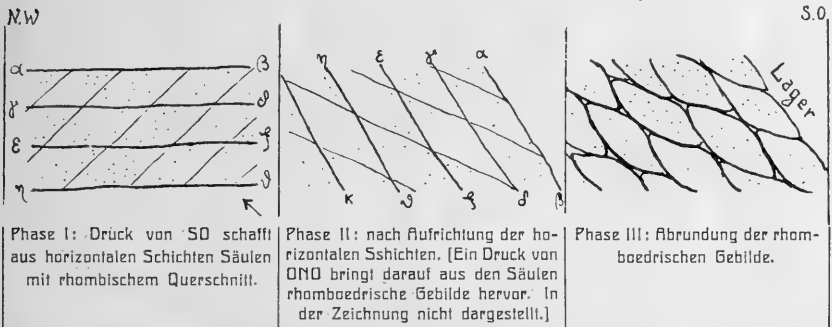 N.W
S.O
α β
γ δ
ε ζ
η ϑ
η ε γ α
κ ϑ ζ δ β
Lager
Phase I: Druck von SO schafft
aus horizontalen Schichten Säulen
mit rhombischem Querschnitt.
Phase II: nach Aufrichtung der ho-
rizontalen Sshichten. [Ein Druck von
ONO bringt darauf aus den Säulen
rhomboedrische Gebilde hervor. In
der Zeichnung nicht dargestellt.]
Phase III: Abrundung der rhom-
boedrischen Gebilde.